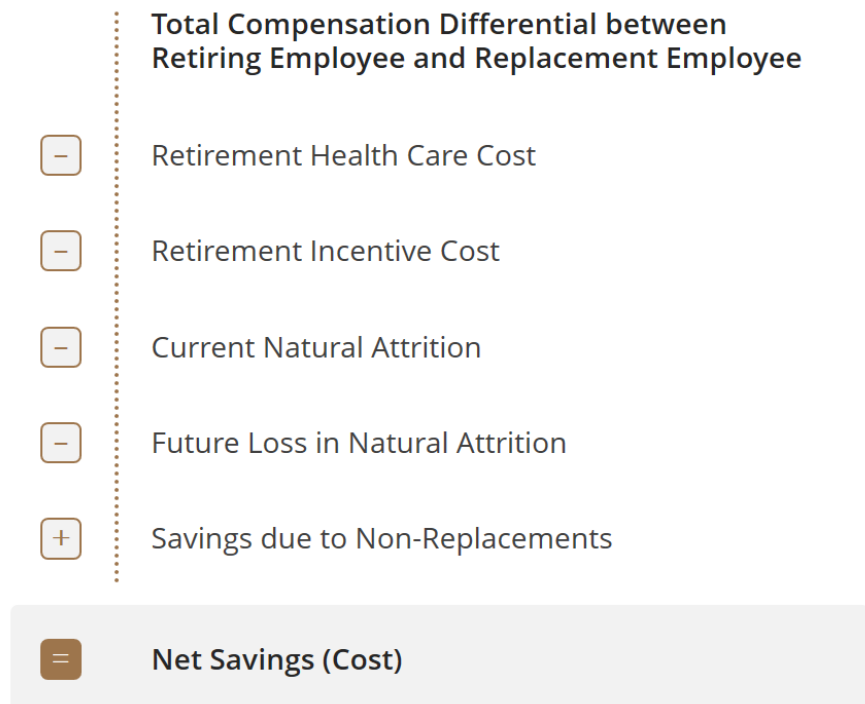 Total Compensation Differential between
Retiring Employee and Replacement Employee
− Retirement Health Care Cost
− Retirement Incentive Cost
− Current Natural Attrition
− Future Loss in Natural Attrition
+ Savings due to Non-Replacements
= Net Savings (Cost)